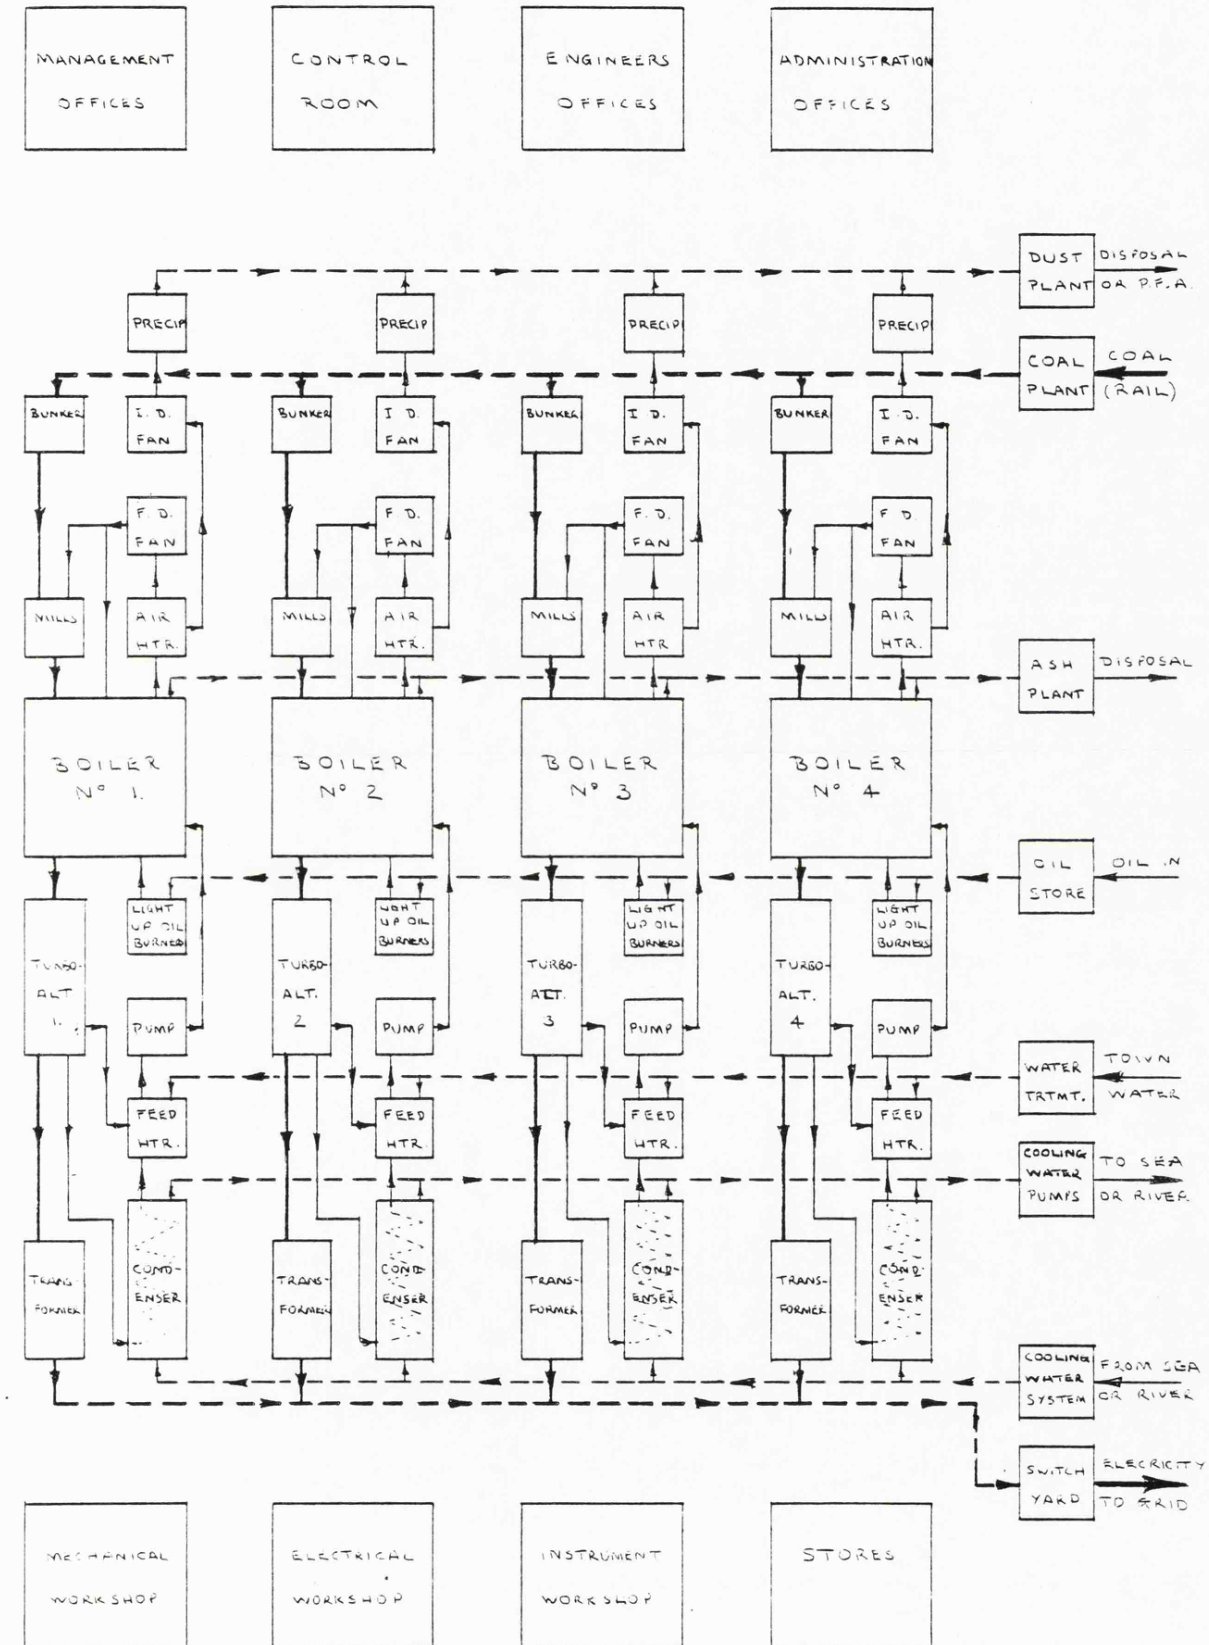 MANAGEMENT
OFFICES
CONTROL
ROOM
ENGINEERS
OFFICES
ADMINISTRATION
OFFICES
DUST
PLANT
DISPOSAL
OR P.F.A.
PRECIP
PRECIP
PRECIP
PRECIP
COAL
PLANT
COAL
(RAIL)
BUNKER
I.D.
FAN
BUNKER
I.D.
FAN
BUNKER
I.D.
FAN
BUNKER
I.D.
FAN
F.D.
FAN
F.D.
FAN
F.D.
FAN
F.D.
FAN
MILLS
AIR
HTR.
MILLS
AIR
HTR.
MILLS
AIR
HTR
MILLS
AIR
HTR.
ASH
PLANT
DISPOSAL
BOILER
Nº 1.
BOILER
Nº 2
BOILER
Nº 3
BOILER
Nº 4
OIL
STORE
OIL IN
LIGHT
UP OIL
BURNERS
LIGHT
UP OIL
BURNERS
LIGHT
UP OIL
BURNERS
LIGHT
UP OIL
BURNERS
TURBO-
ALT.
1.
TURBO-
ALT.
2
TURBO-
ALT.
3
TURBO-
ALT.
4
PUMP
PUMP
PUMP
PUMP
WATER
TRTMT.
TOWN
WATER
FEED
HTR.
FEED
HTR.
FEED
HTR.
FEED
HTR.
COOLING
WATER
PUMPS
TO SEA
OR RIVER
TRANS-
FORMER
COND-
ENSER
TRANS-
FORMER
COND-
ENSER
TRANS-
FORMER
COND-
ENSER
TRANS-
FORMER
COND-
ENSER
COOLING
WATER
SYSTEM
FROM SEA
OR RIVER
SWITCH
YARD
ELECRICITY
TO GRID
MECHANICAL
WORKSHOP
ELECTRICAL
WORKSHOP
INSTRUMENT
WORKSHOP
STORES